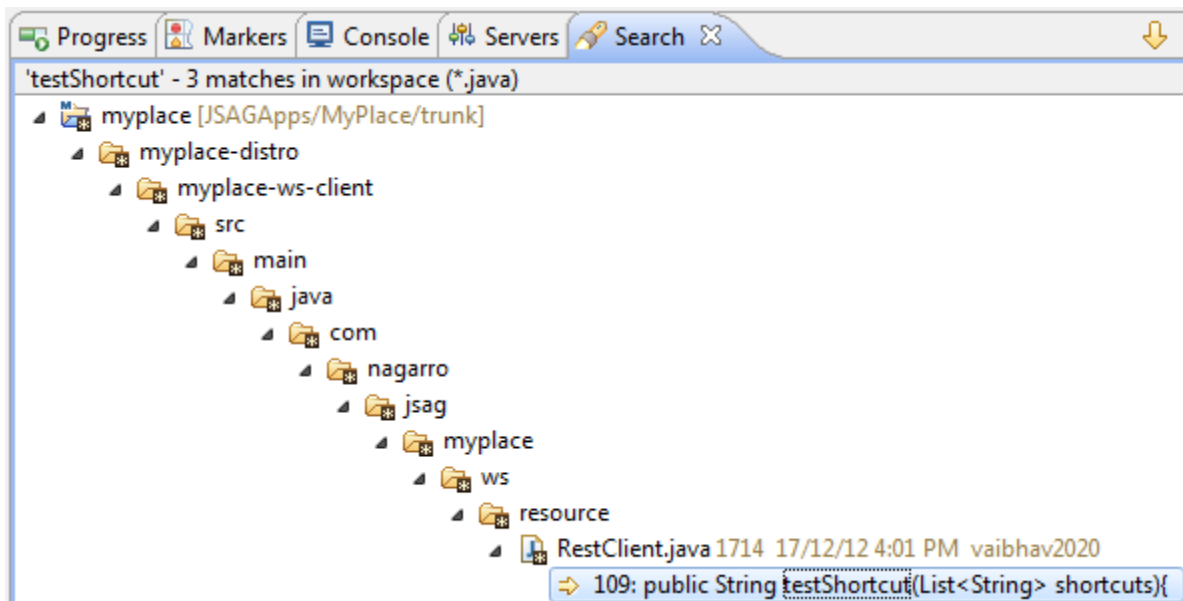 Progress Markers Console Servers Search
'testShortcut' - 3 matches in workspace (*.java)
myplace [JSAGApps/MyPlace/trunk]
myplace-distro
myplace-ws-client
src
main
java
com
nagarro
jsag
myplace
ws
resource
RestClient.java 1714 17/12/12 4:01 PM vaibhav2020
109: public String testShortcut(List<String> shortcuts){